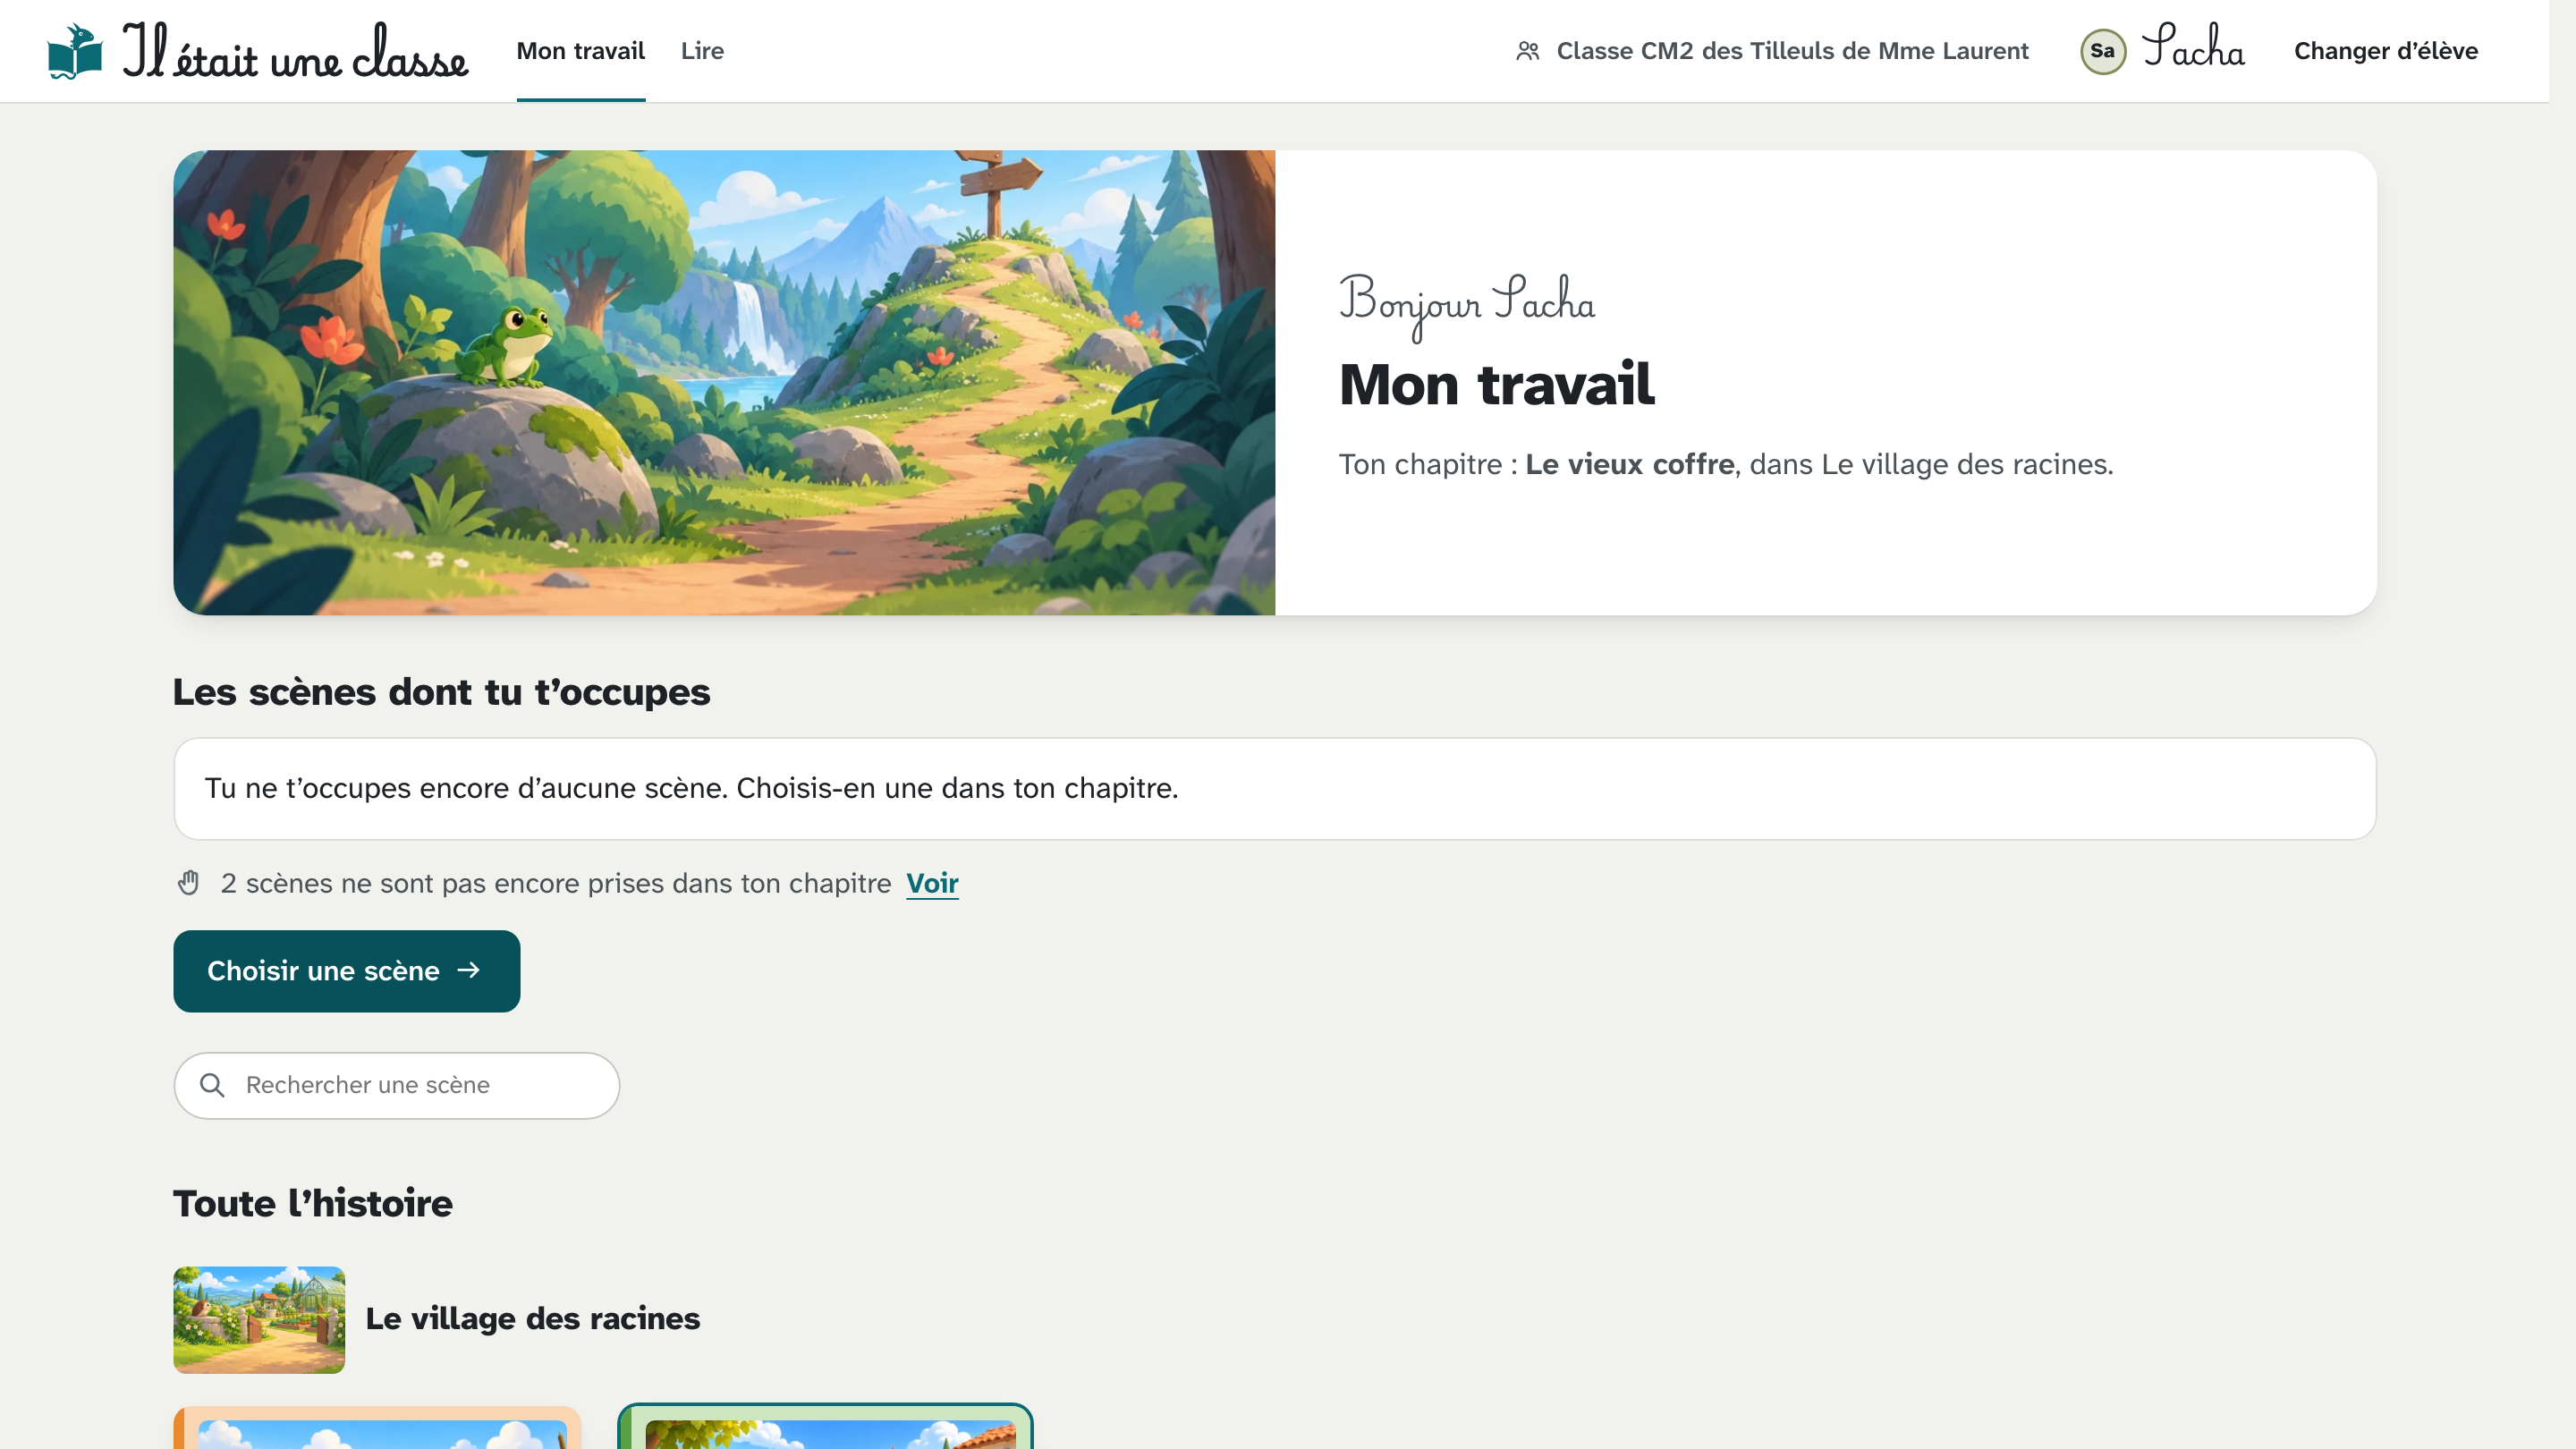 Il était une classe
Mon travail
Lire
Classe CM2 des Tilleuls de Mme Laurent
Sa
Sacha
Changer d’élève
Bonjour Sacha
Mon travail
Ton chapitre : Le vieux coffre, dans Le village des racines.
Les scènes dont tu t’occupes
Tu ne t’occupes encore d’aucune scène. Choisis-en une dans ton chapitre.
2 scènes ne sont pas encore prises dans ton chapitre Voir
Choisir une scène →
Rechercher une scène
Toute l’histoire
Le village des racines